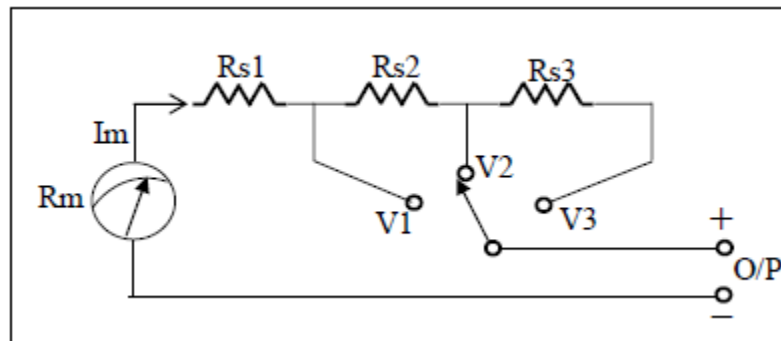 Rs1 Rs2 Rs3
Im
Rm
V1 V2 V3
+
O/P
−